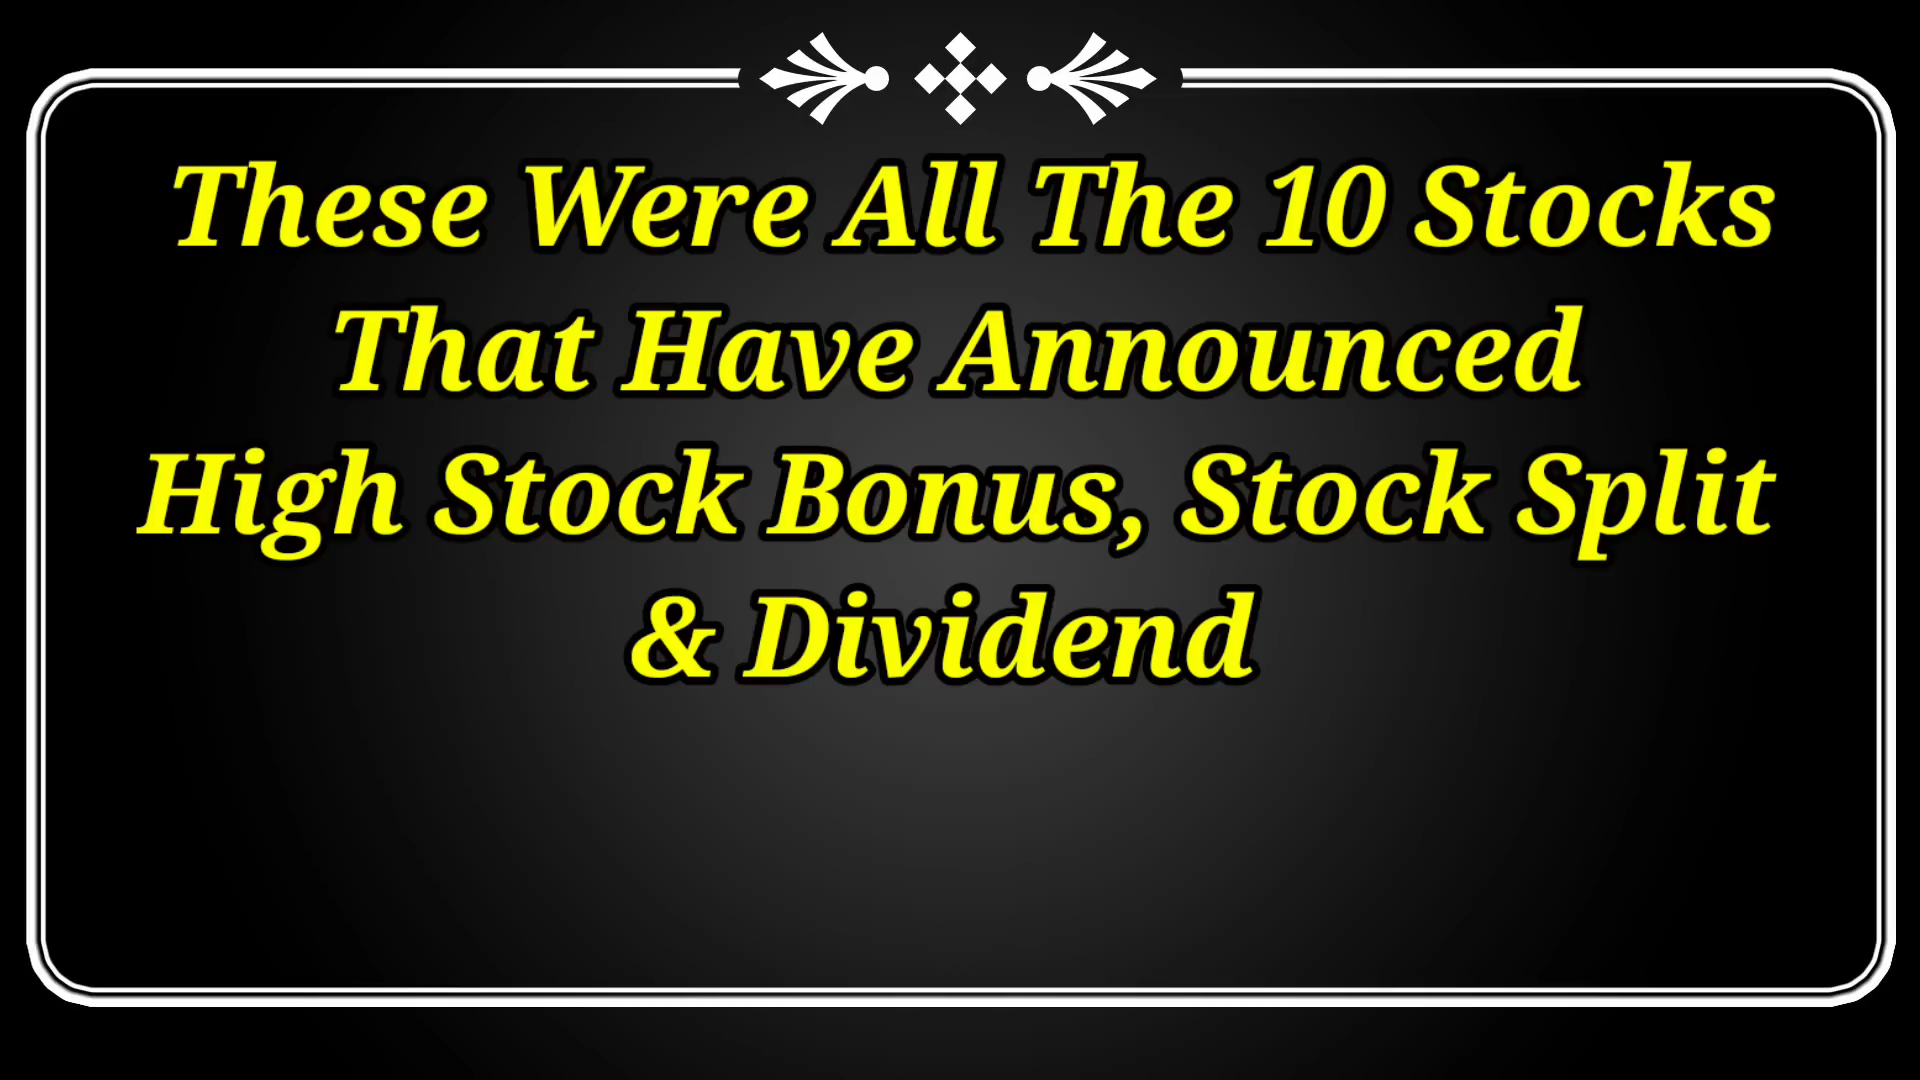 These Were All The 10 Stocks
That Have Announced
High Stock Bonus, Stock Split
& Dividend